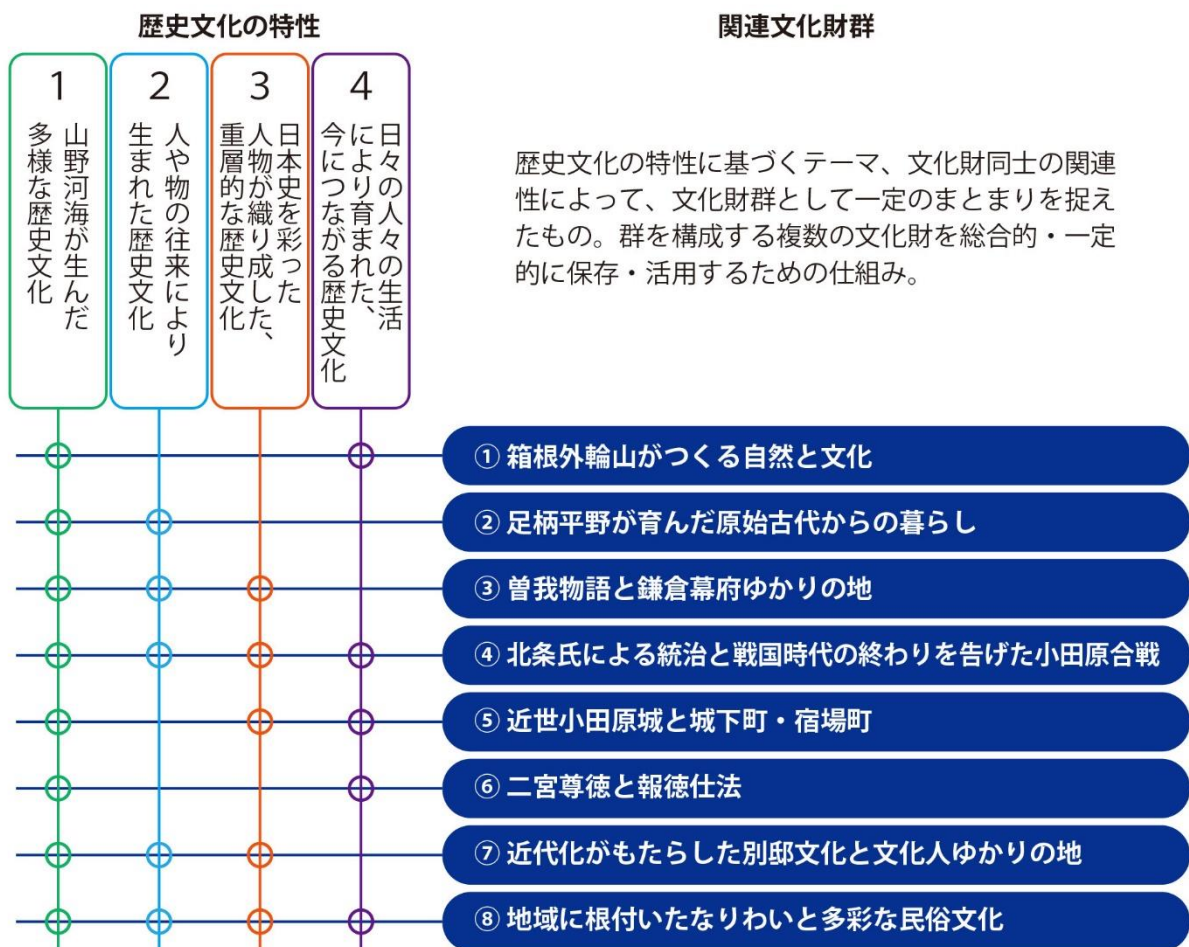 歴史文化の特性
関連文化財群
1
山野河海が生んだ
多様な歴史文化
2
人や物の往来により
生まれた歴史文化
3
日本史を彩った
人物が織り成した、
重層的な歴史文化
4
日々の人々の生活
により育まれた、
今につながる歴史文化
歴史文化の特性に基づくテーマ、文化財同士の関連
性によって、文化財群として一定のまとまりを捉え
たもの。群を構成する複数の文化財を総合的・一定
的に保存・活用するための仕組み。
① 箱根外輪山がつくる自然と文化
② 足柄平野が育んだ原始古代からの暮らし
③ 曽我物語と鎌倉幕府ゆかりの地
④ 北条氏による統治と戦国時代の終わりを告げた小田原合戦
⑤ 近世小田原城と城下町・宿場町
⑥ 二宮尊徳と報徳仕法
⑦ 近代化がもたらした別邸文化と文化人ゆかりの地
⑧ 地域に根付いたなりわいと多彩な民俗文化